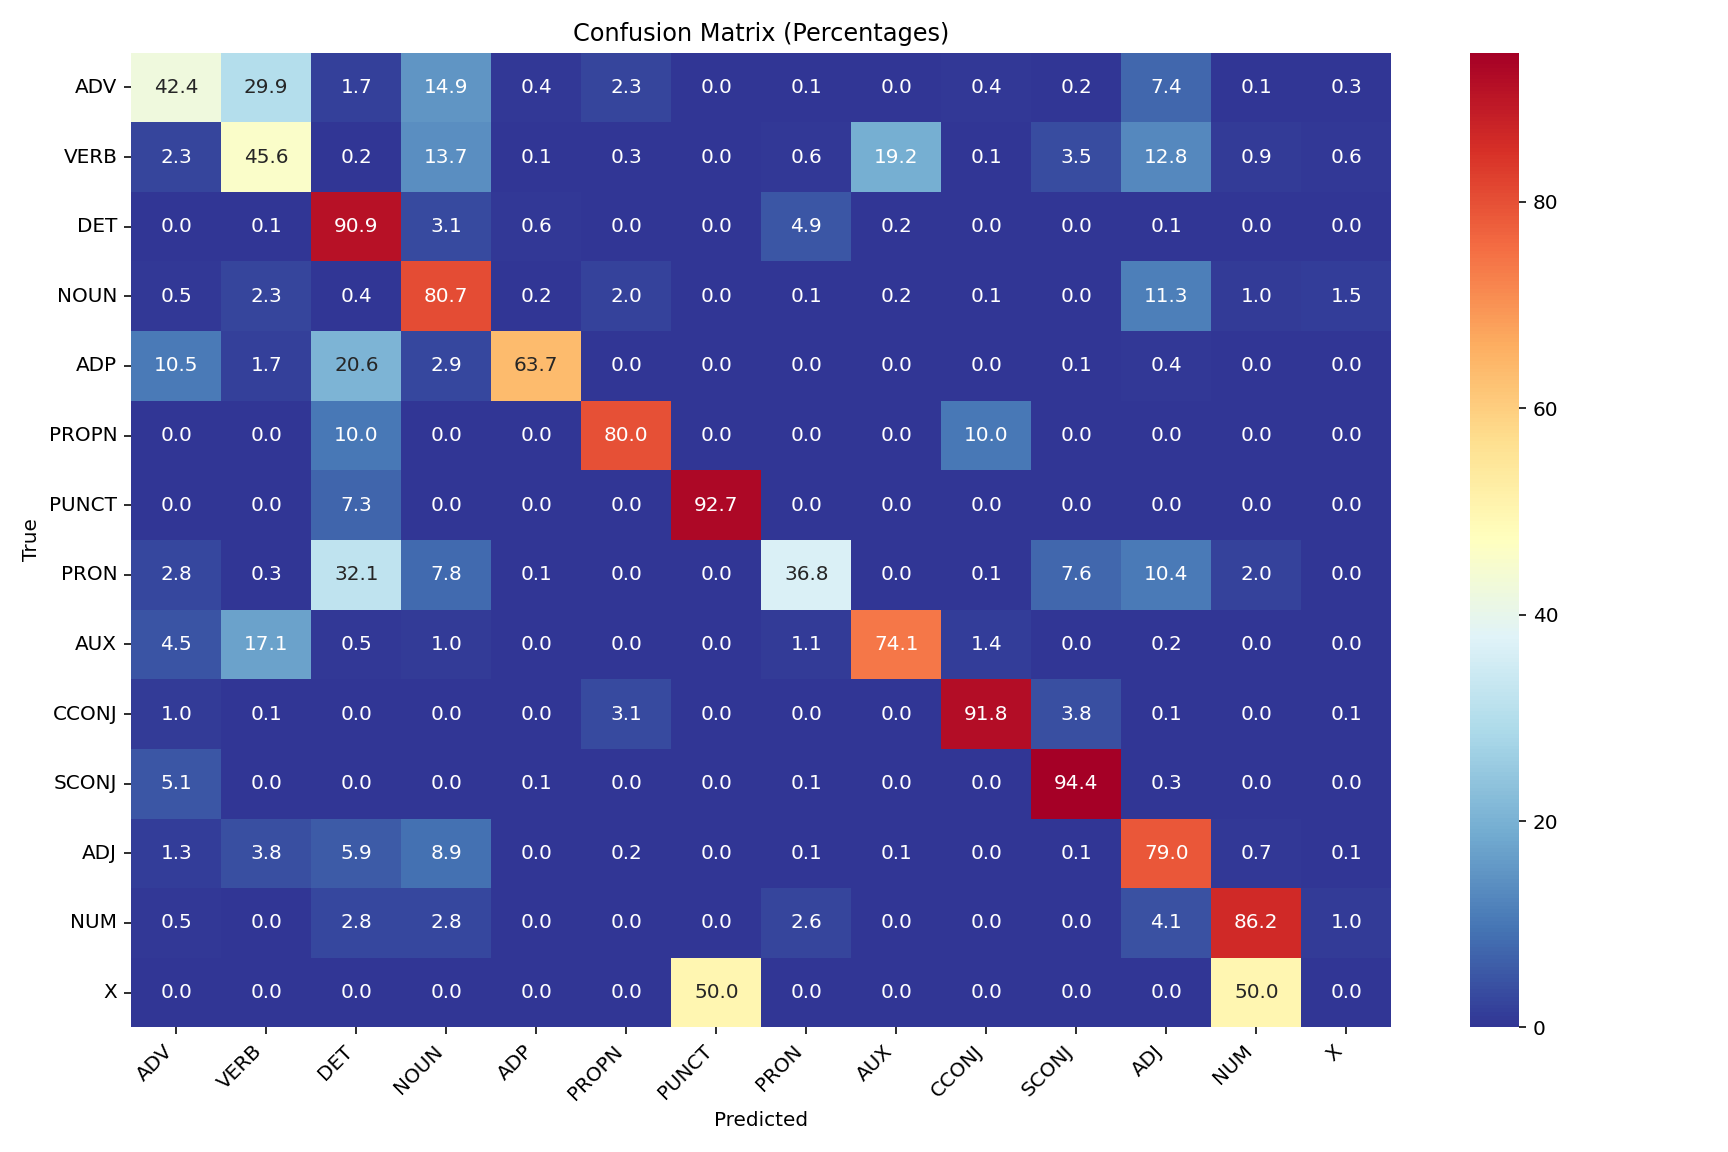 Confusion Matrix (Percentages)
ADV 42.4 29.9 1.7 14.9 0.4 2.3 0.0 0.1 0.0 0.4 0.2 7.4 0.1 0.3
VERB 2.3 45.6 0.2 13.7 0.1 0.3 0.0 0.6 19.2 0.1 3.5 12.8 0.9 0.6
DET 0.0 0.1 90.9 3.1 0.6 0.0 0.0 4.9 0.2 0.0 0.0 0.1 0.0 0.0
80
NOUN 0.5 2.3 0.4 80.7 0.2 2.0 0.0 0.1 0.2 0.1 0.0 11.3 1.0 1.5
ADP 10.5 1.7 20.6 2.9 63.7 0.0 0.0 0.0 0.0 0.0 0.1 0.4 0.0 0.0
60
PROPN 0.0 0.0 10.0 0.0 0.0 80.0 0.0 0.0 0.0 10.0 0.0 0.0 0.0 0.0
PUNCT 0.0 0.0 7.3 0.0 0.0 0.0 92.7 0.0 0.0 0.0 0.0 0.0 0.0 0.0
True
PRON 2.8 0.3 32.1 7.8 0.1 0.0 0.0 36.8 0.0 0.1 7.6 10.4 2.0 0.0
40
AUX 4.5 17.1 0.5 1.0 0.0 0.0 0.0 1.1 74.1 1.4 0.0 0.2 0.0 0.0
CCONJ 1.0 0.1 0.0 0.0 0.0 3.1 0.0 0.0 0.0 91.8 3.8 0.1 0.0 0.1
SCONJ 5.1 0.0 0.0 0.0 0.1 0.0 0.0 0.1 0.0 0.0 94.4 0.3 0.0 0.0
20
ADJ 1.3 3.8 5.9 8.9 0.0 0.2 0.0 0.1 0.1 0.0 0.1 79.0 0.7 0.1
NUM 0.5 0.0 2.8 2.8 0.0 0.0 0.0 2.6 0.0 0.0 0.0 4.1 86.2 1.0
X 0.0 0.0 0.0 0.0 0.0 0.0 50.0 0.0 0.0 0.0 0.0 0.0 50.0 0.0
0
ADV VERB DET NOUN ADP PROPN PUNCT PRON AUX CCONJ SCONJ ADJ NUM X
Predicted